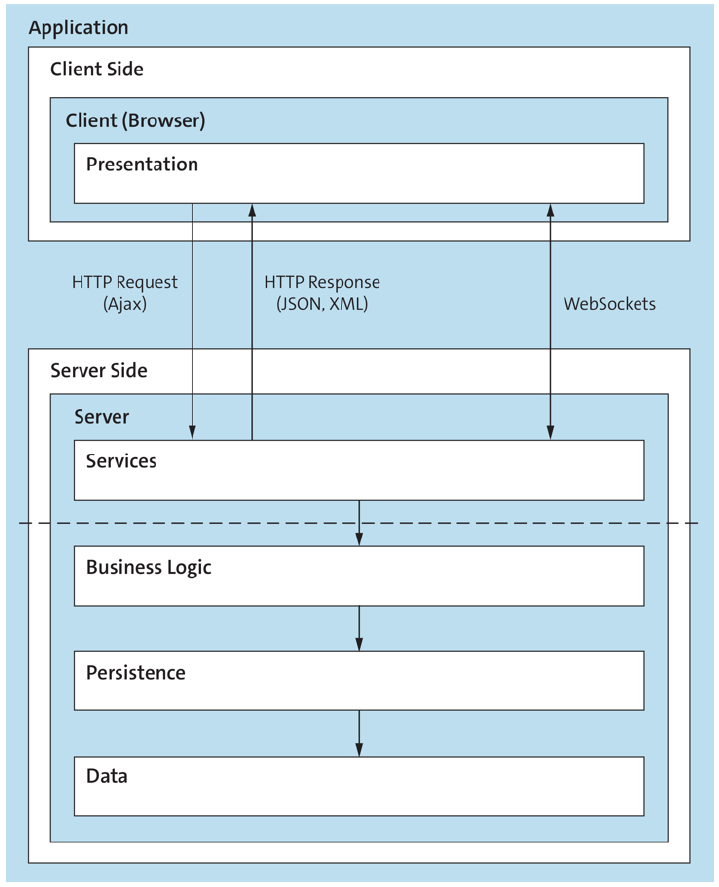 Application
Client Side
Client (Browser)
Presentation
HTTP Request
(Ajax)
HTTP Response
(JSON, XML)
WebSockets
Server Side
Server
Services
Business Logic
Persistence
Data